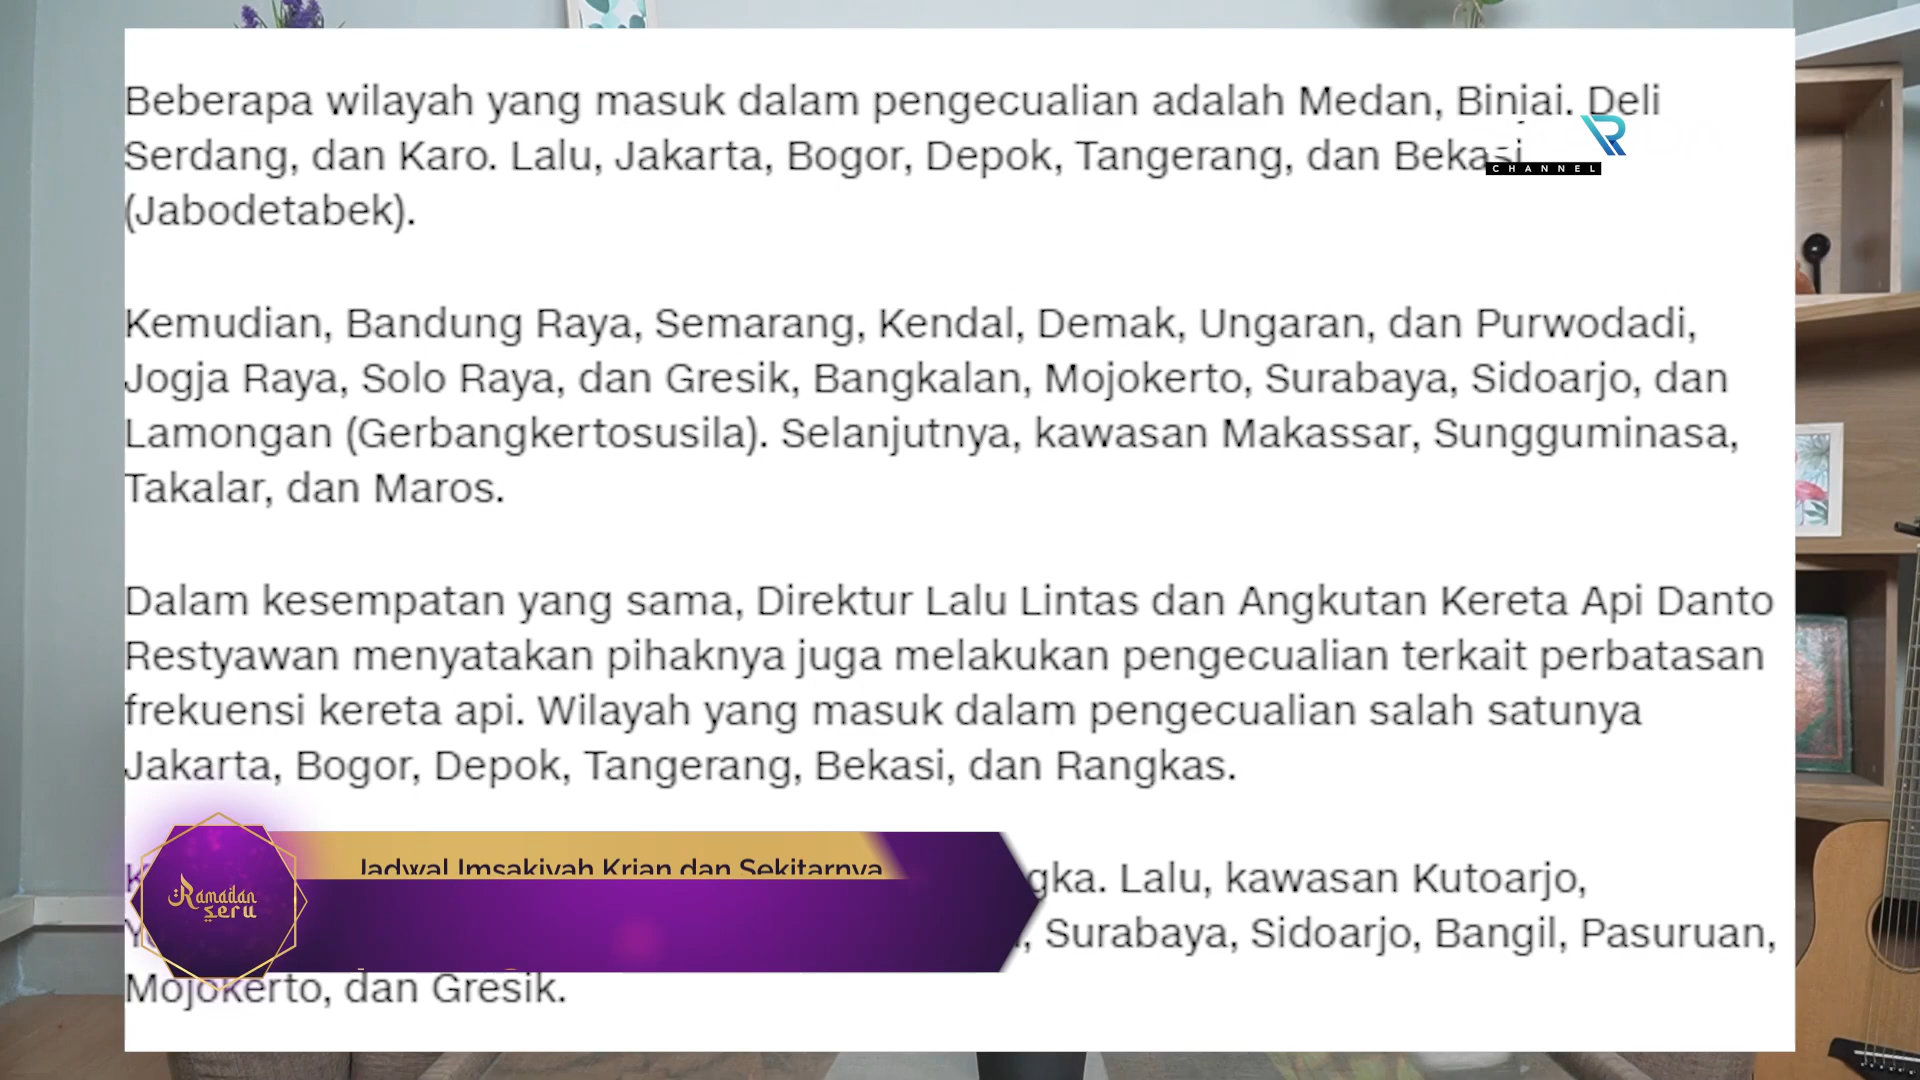 Beberapa wilayah yang masuk dalam pengecualian adalah Medan, Binjai. Deli
Serdang, dan Karo. Lalu, Jakarta, Bogor, Depok, Tangerang, dan Bekasi
CHANNEL
(Jabodetabek).
Kemudian, Bandung Raya, Semarang, Kendal, Demak, Ungaran, dan Purwodadi,
Jogja Raya, Solo Raya, dan Gresik, Bangkalan, Mojokerto, Surabaya, Sidoarjo, dan
Lamongan (Gerbangkertosusila). Selanjutnya, kawasan Makassar, Sungguminasa,
Takalar, dan Maros.
Dalam kesempatan yang sama, Direktur Lalu Lintas dan Angkutan Kereta Api Danto
Restyawan menyatakan pihaknya juga melakukan pengecualian terkait perbatasan
frekuensi kereta api. Wilayah yang masuk dalam pengecualian salah satunya
Jakarta, Bogor, Depok, Tangerang, Bekasi, dan Rangkas.
Jadwal Imsakiyah Krian dan Sekitarnya
Lalu, kawasan Kutoarjo,
Ramadan
seru
Surabaya, Sidoarjo, Bangil, Pasuruan,
Mojokerto, dan Gresik.